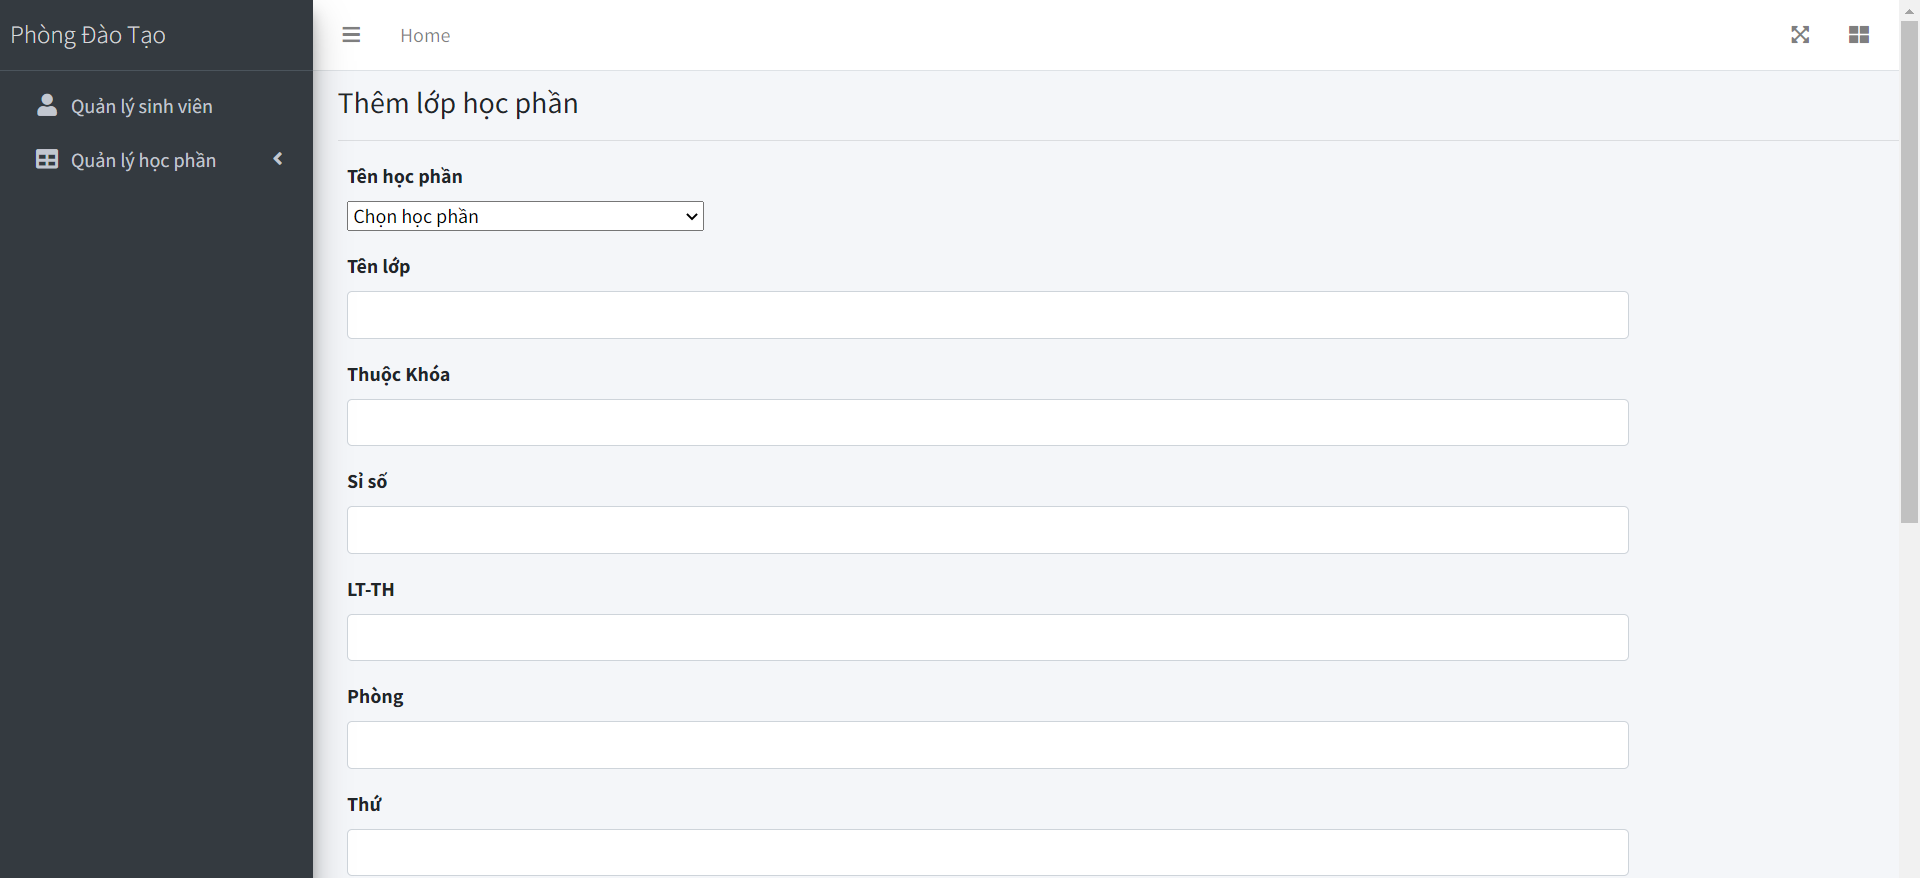 Phòng Đào Tạo
Home
Quản lý sinh viên
Quản lý học phần
Thêm lớp học phần
Tên học phần
Chọn học phần
Tên lớp
Thuộc Khóa
Sỉ số
LT-TH
Phòng
Thứ